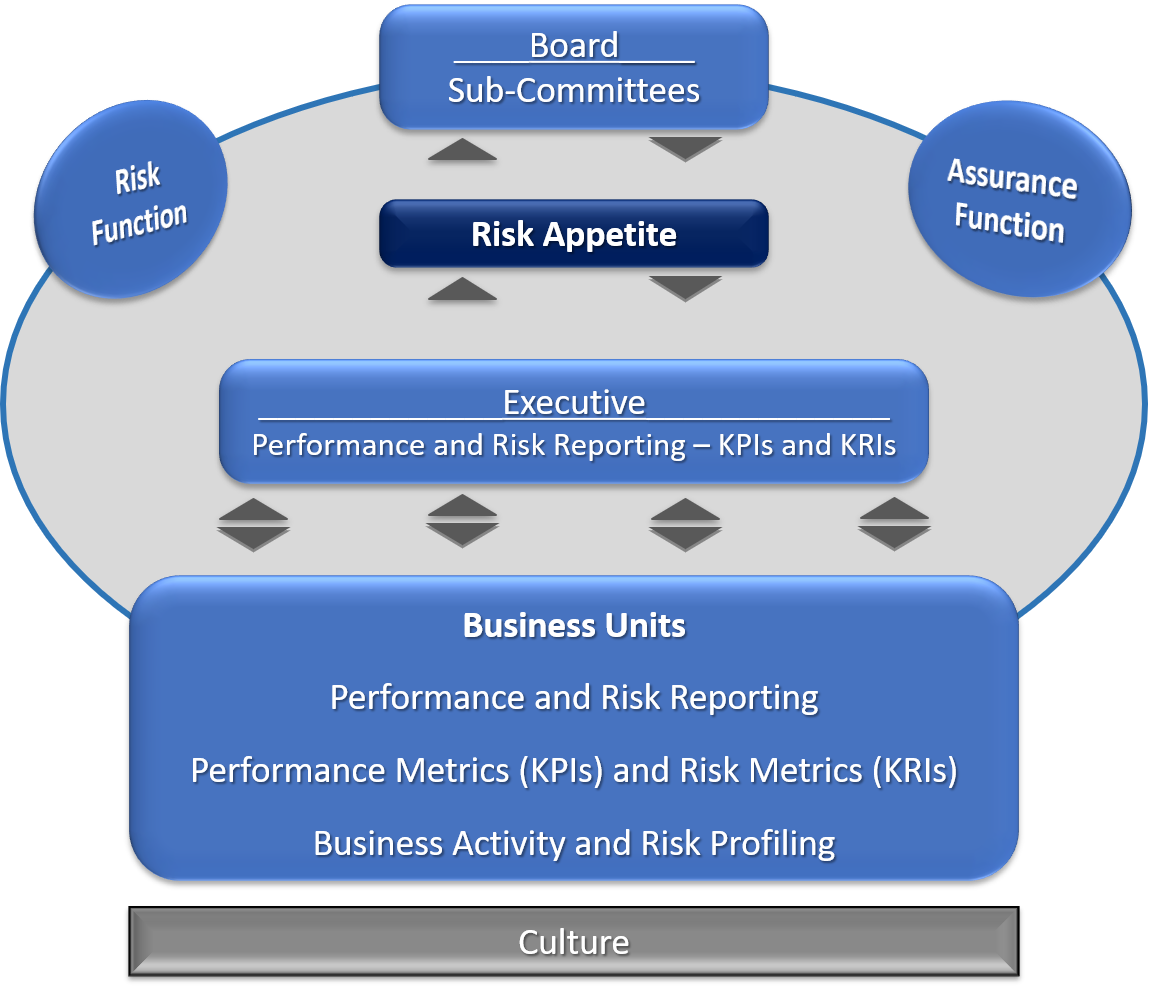 Board
Sub-Committees
Risk
Function
Assurance
Function
Risk Appetite
Executive
Performance and Risk Reporting – KPIs and KRIs
Business Units
Performance and Risk Reporting
Performance Metrics (KPIs) and Risk Metrics (KRIs)
Business Activity and Risk Profiling
Culture